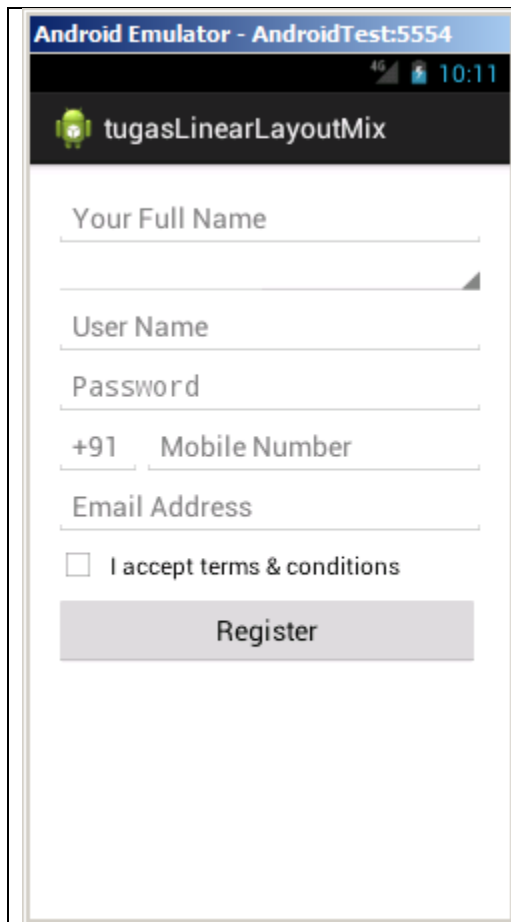 Android Emulator - AndroidTest:5554
4G 10:11
tugasLinearLayoutMix
Your Full Name
User Name
Password
+91 Mobile Number
Email Address
I accept terms & conditions
Register